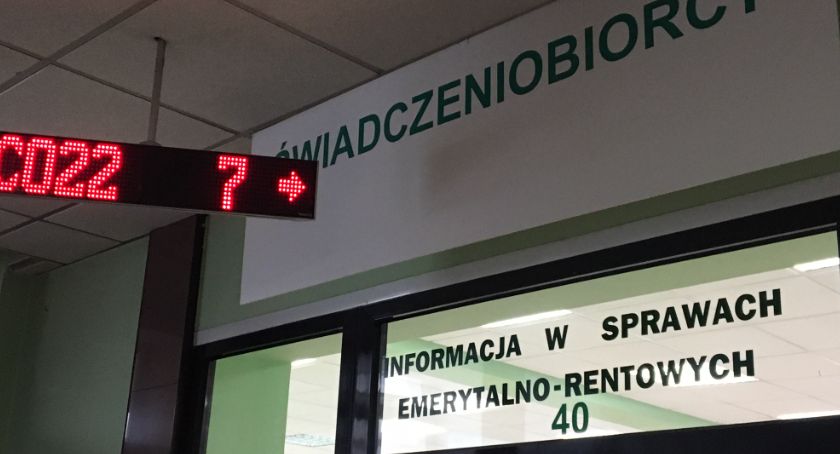 ŚWIADCZENIOBIORCY
C022 7 →
INFORMACJA W SPRAWACH
EMERYTALNO-RENTOWYCH
40